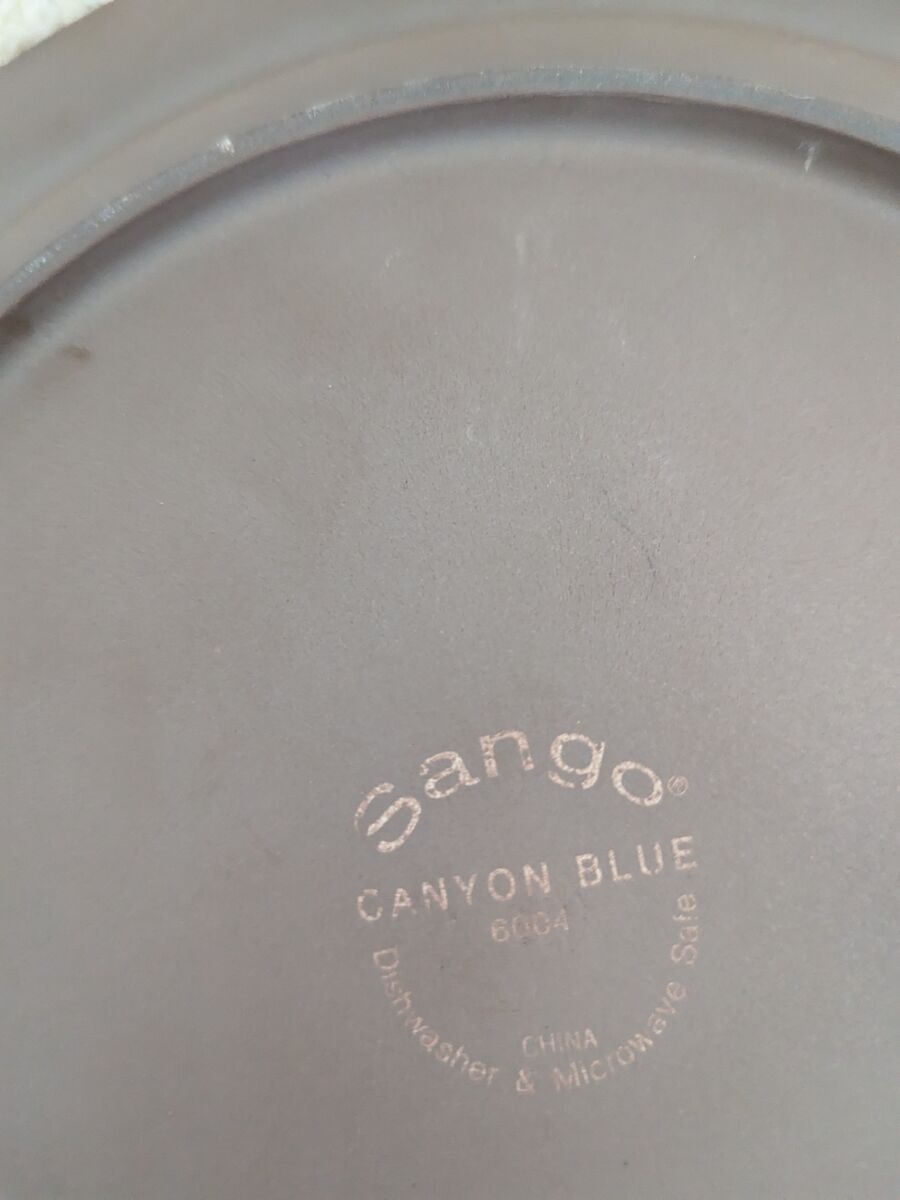 Sango®
CANYON BLUE
6004
CHINA
Dishwasher & Microwave Safe